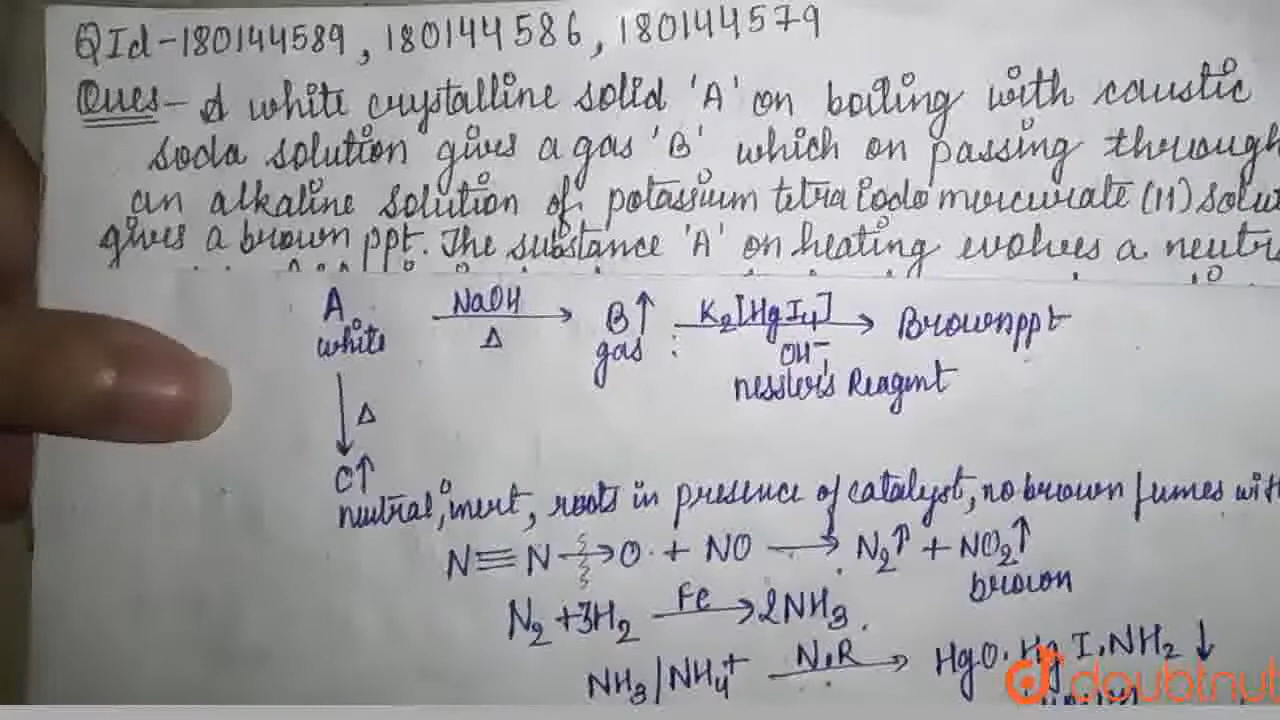 QId-180144589, 180144586, 180144579
Ques- A white crystalline solid 'A' on boiling with caustic
soda solution gives a gas 'B' which on passing through
an alkaline solution of potassium tetra iodo mercurate (11) solu
gives a brown ppt. The substance 'A' on heating evolves a neutr
A NaOH B↑ K₂[HgI₄] Brown ppt
white Δ gas : OH⁻
nessler's Reagent
Δ
C↑
neutral, inert, reacts in presence of catalyst, no brown fumes with
N≡N→O + NO → N₂↑ + NO₂↑
brown
N₂ + 3H₂ Fe → 2NH₃
NH₃/NH₄⁺ N.R → HgO.HgI.NH₂↓
doubtnut